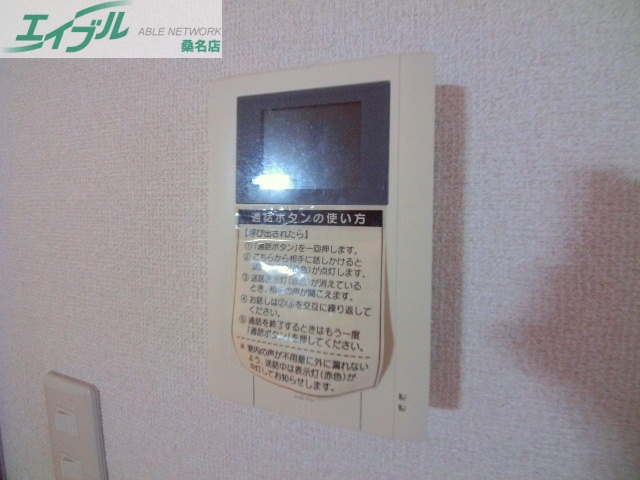 エイブル ABLE NETWORK
桑名店
通話ボタンの使い方
【呼び出されたら】
①「通話ボタン」を一回押します。
②こちらから相手に話しかけると
色)が点灯します。
③送話表示灯(赤色)が消えている
とき、相手の声が聞こえます。
④お話しは②③を交互に繰り返して
ください。
⑤通話を終了するときはもう一度
「通話ボタン」を押してください。
※室内の声が不用意に外に漏れない
よう、送話中は表示灯(赤色)が
点灯してお知らせします。